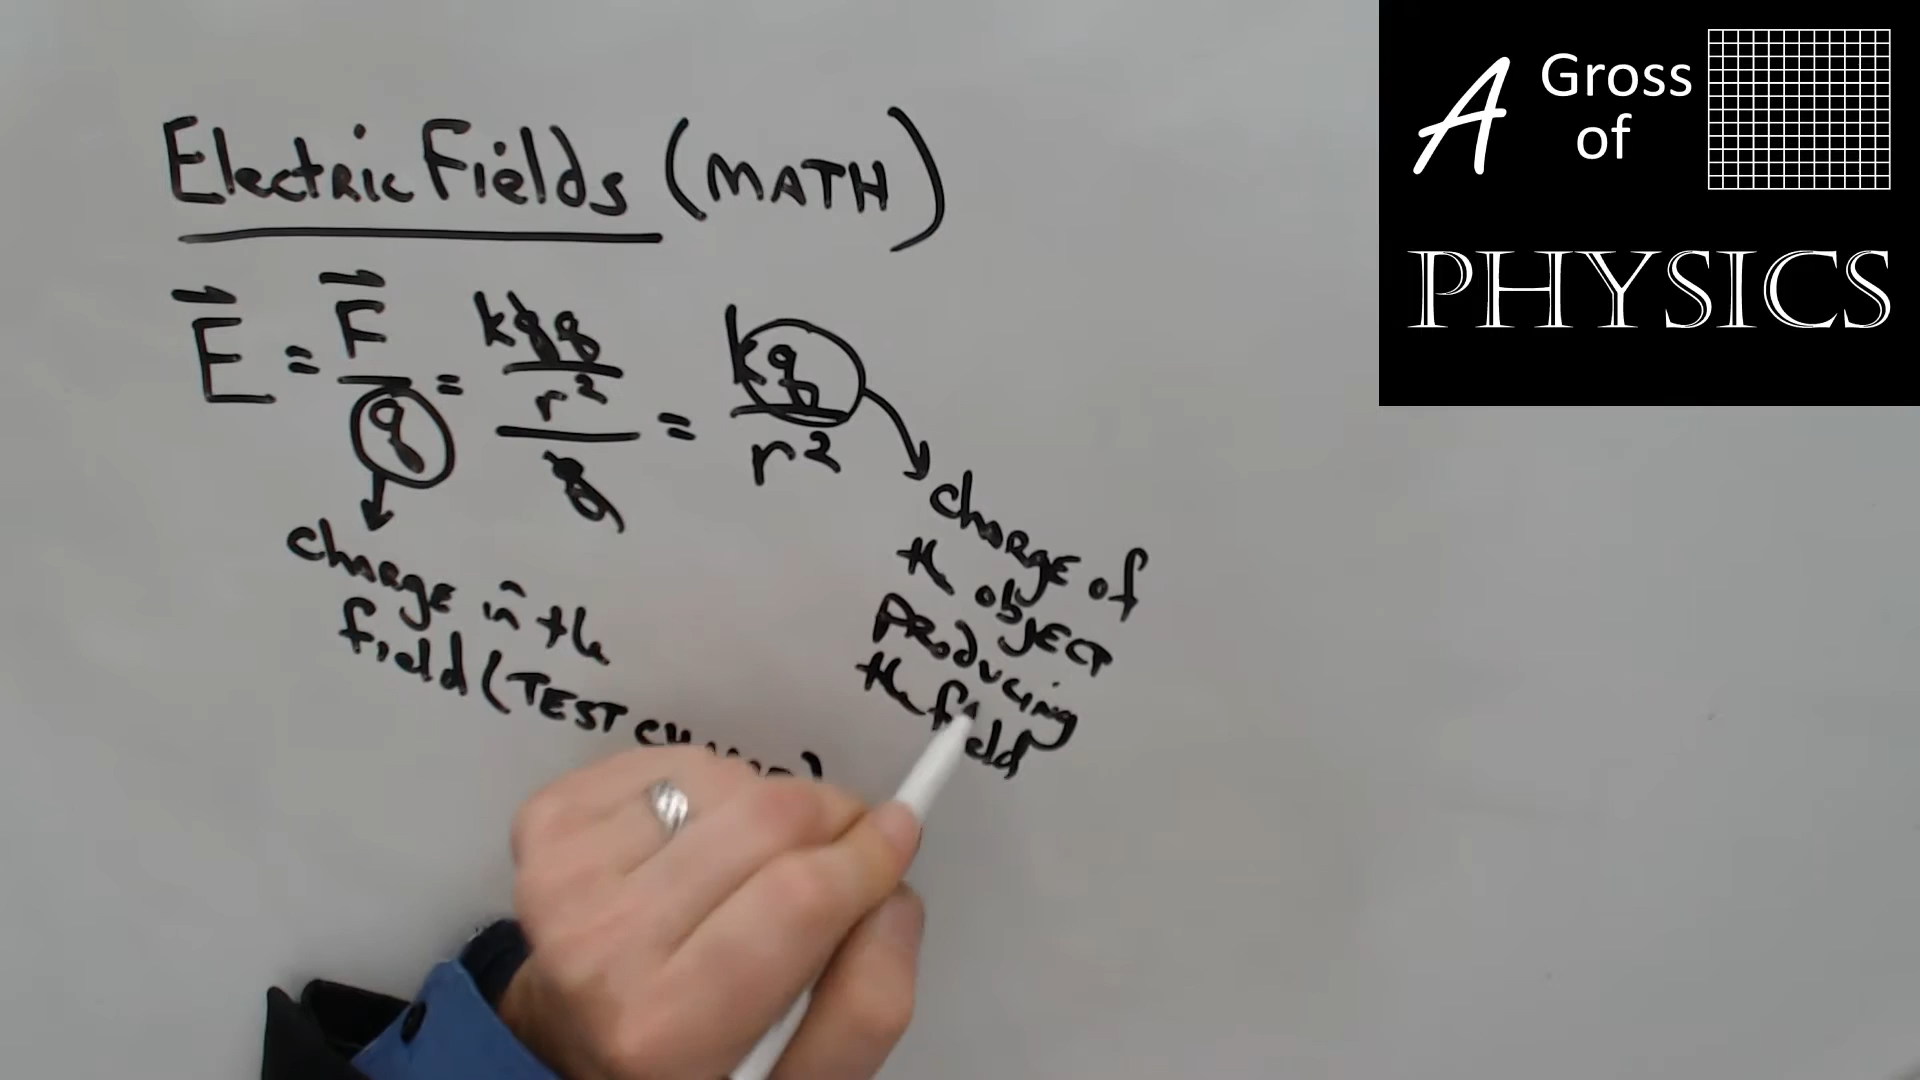 Electric Fields (MATH)
E = F/q = kqq/r²/q = kq/r²
charge in the
field (TEST
charge of
the object
PRODUCING
the field
A Gross
of
PHYSICS